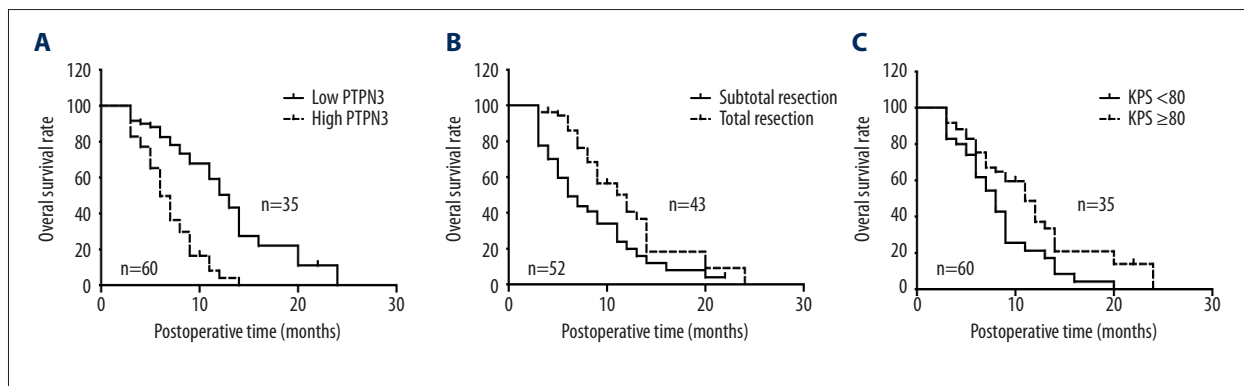 A
120
100
80
60
40
20
0
Overal survival rate
Low PTPN3
High PTPN3
n=35
n=60
0 10 20 30
Postoperative time (months)
B
120
100
80
60
40
20
0
Overal survival rate
Subtotal resection
Total resection
n=43
n=52
0 10 20 30
Postoperative time (months)
C
120
100
80
60
40
20
0
Overal survival rate
KPS <80
KPS ≥80
n=35
n=60
0 10 20 30
Postoperative time (months)